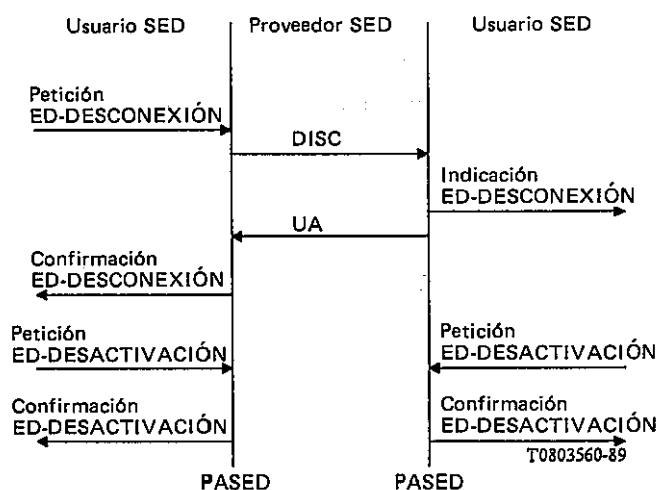 Usuario SED Proveedor SED Usuario SED
Petición
ED-DESCONEXIÓN
DISC
Indicación
ED-DESCONEXIÓN
UA
Confirmación
ED-DESCONEXIÓN
Petición
ED-DESACTIVACIÓN
Petición
ED-DESACTIVACIÓN
Confirmación
ED-DESACTIVACIÓN
Confirmación
ED-DESACTIVACIÓN
T0803560-89
PASED PASED